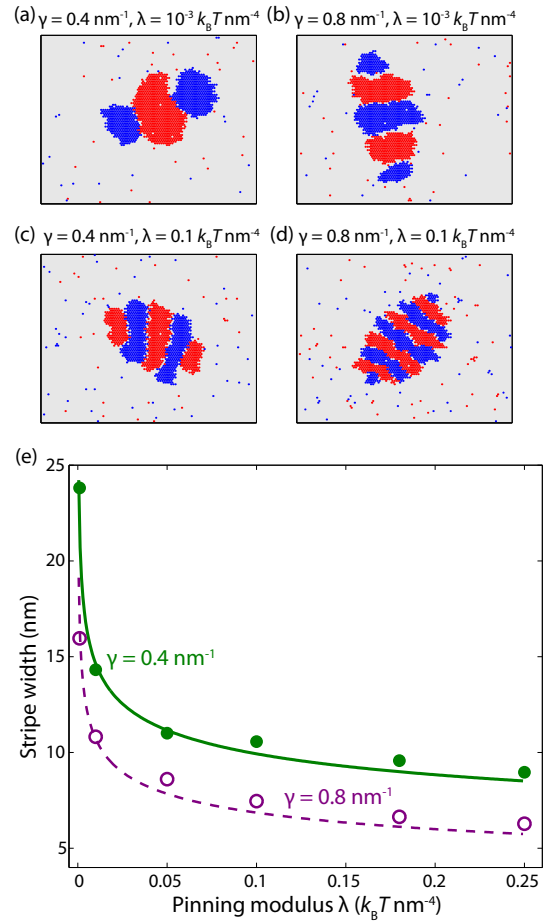 (a) γ = 0.4 nm⁻¹, λ = 10⁻³ k_BT nm⁻⁴
(b) γ = 0.8 nm⁻¹, λ = 10⁻³ k_BT nm⁻⁴
(c) γ = 0.4 nm⁻¹, λ = 0.1 k_BT nm⁻⁴
(d) γ = 0.8 nm⁻¹, λ = 0.1 k_BT nm⁻⁴
(e)
25
20
15
10
5
Stripe width (nm)
γ = 0.4 nm⁻¹
γ = 0.8 nm⁻¹
0 0.05 0.1 0.15 0.2 0.25
Pinning modulus λ (k_BT nm⁻⁴)